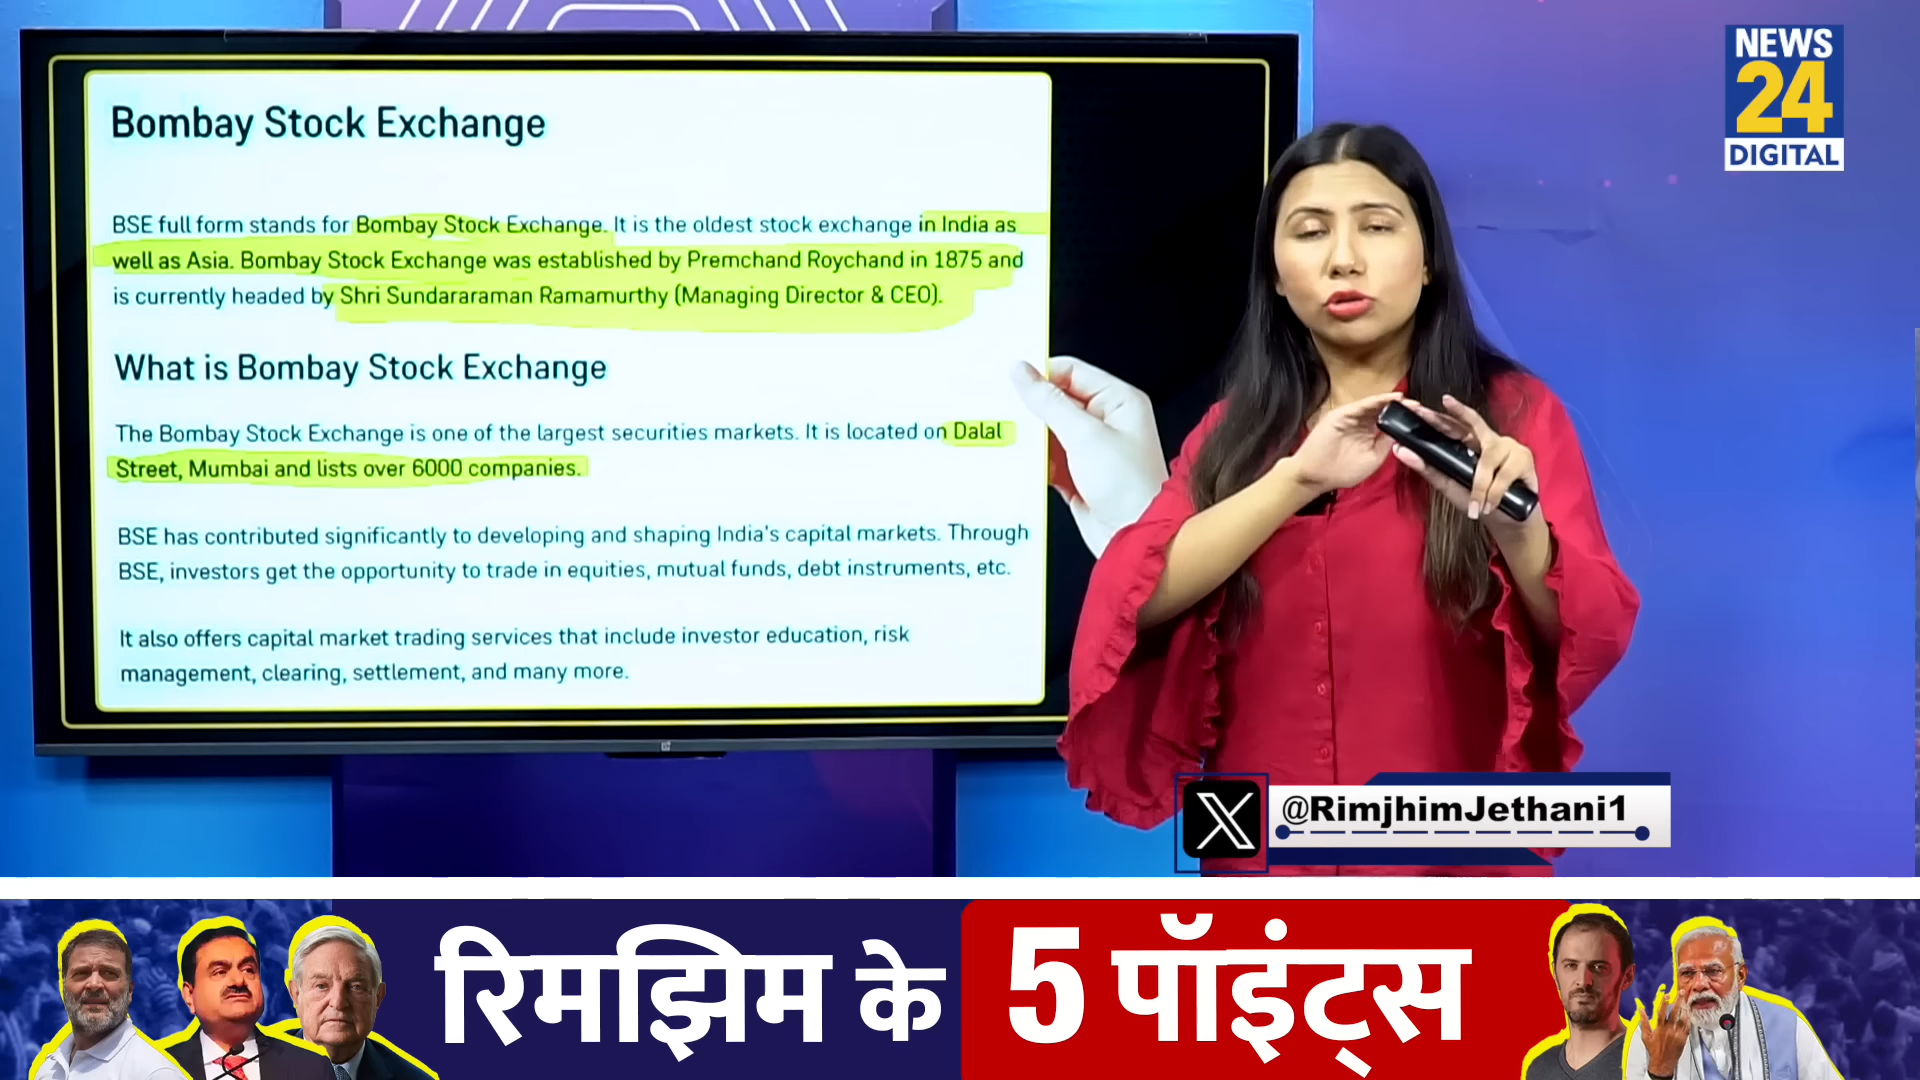 Bombay Stock Exchange
BSE full form stands for Bombay Stock Exchange. It is the oldest stock exchange in India as
well as Asia. Bombay Stock Exchange was established by Premchand Roychand in 1875 and
is currently headed by Shri Sundararaman Ramamurthy (Managing Director & CEO).
What is Bombay Stock Exchange
The Bombay Stock Exchange is one of the largest securities markets. It is located on Dalal
Street, Mumbai and lists over 6000 companies.
BSE has contributed significantly to developing and shaping India's capital markets. Through
BSE, investors get the opportunity to trade in equities, mutual funds, debt instruments, etc.
It also offers capital market trading services that include investor education, risk
management, clearing, settlement, and many more.
NEWS
24
DIGITAL
X @RimjhimJethani1
रिमझिम के 5 पॉइंट्स